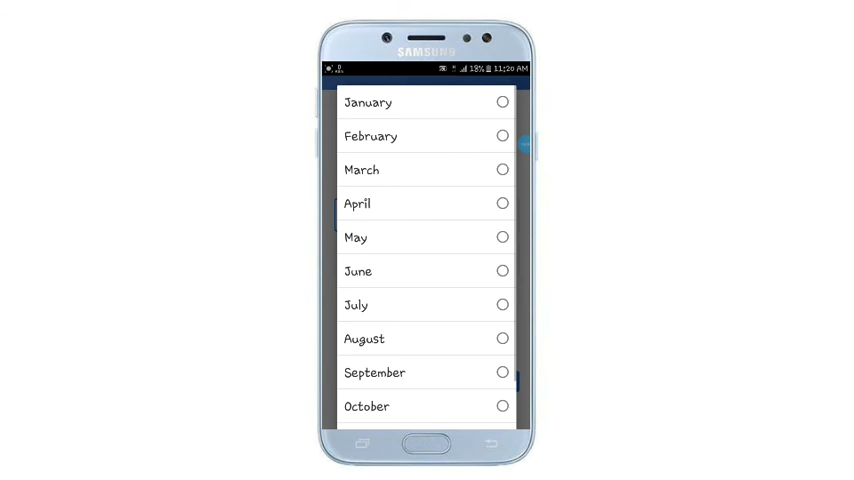 SAMSUNG
18% 11:20 AM
January
February
March
April
May
June
July
August
September
October